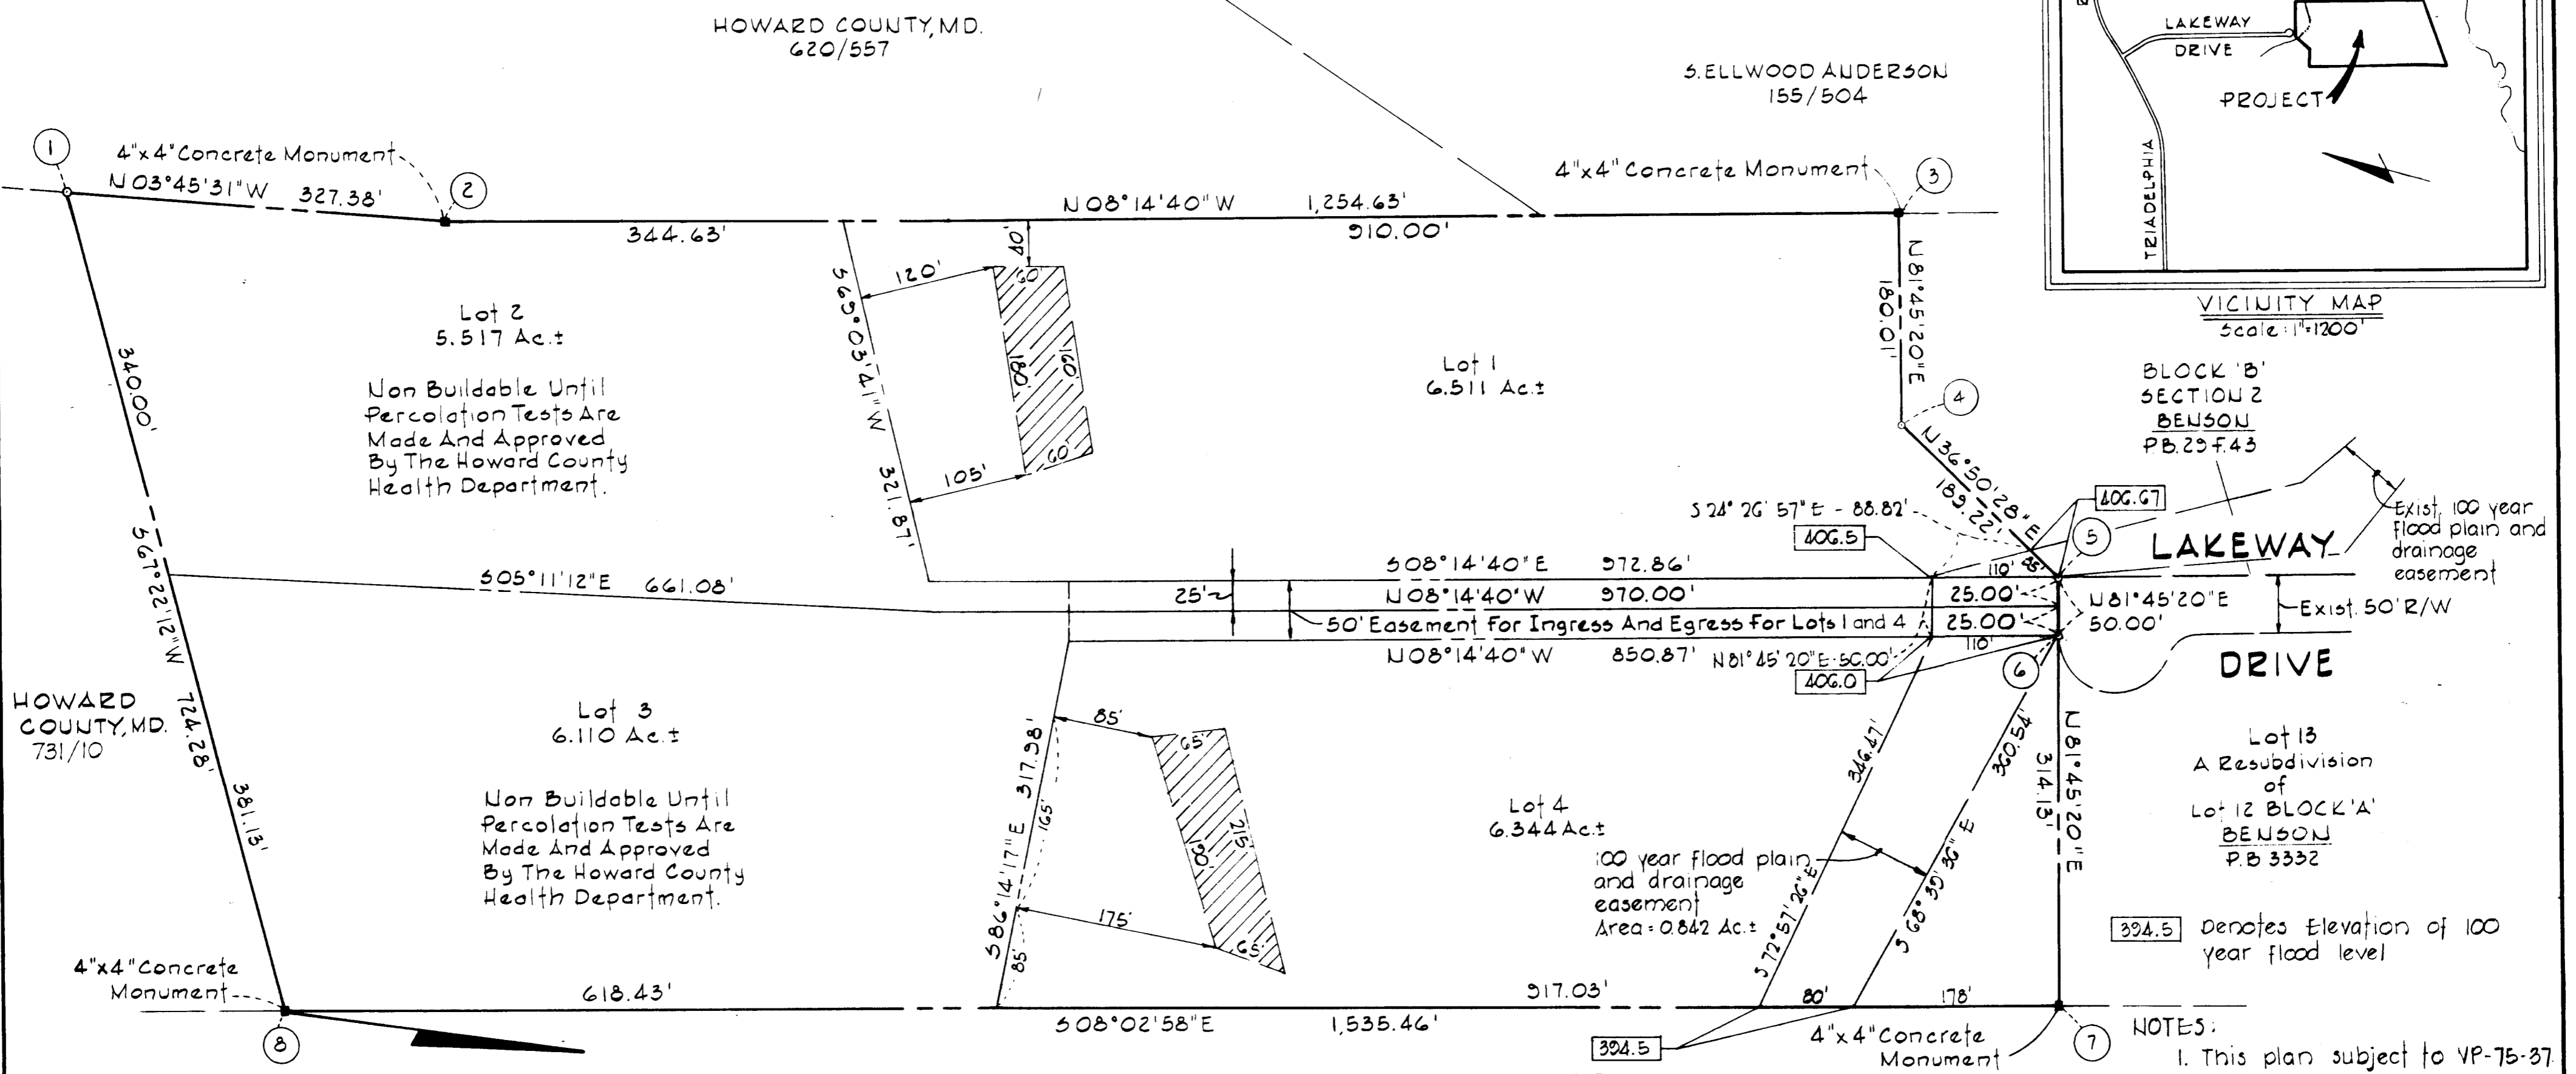 HOWARD COUNTY, MD.
620/557
S. ELLWOOD ANDERSON
155/504
LAKEWAY
DRIVE
PROJECT
TRIADELPHIA
VICINITY MAP
Scale: 1"=1200'
1
4"x4" Concrete Monument
N 03°45'31" W 327.38'
2
344.63'
N 08°14'40" W 1,254.63'
910.00'
4"x4" Concrete Monument
3
N 81°45'20" E
180.01'
4
N 36°50'28" E
189.22'
85'
40'
120'
60'
180'
160'
60'
105'
S 69°03'41" W 321.87'
Lot 2
5.517 Ac.±
Non Buildable Until
Percolation Tests Are
Made And Approved
By The Howard County
Health Department.
Lot 1
6.511 Ac.±
BLOCK 'B'
SECTION 2
BENSON
P.B. 29 F. 43
340.00'
S 67°22'12" W 724.28'
381.13'
S 24° 26' 57" E - 88.82'
406.5
406.67
5
LAKEWAY
DRIVE
Exist. 100 year
flood plain and
drainage
easement
S 05°11'12" E 661.08'
25'
S 08°14'40" E 972.86'
110'
N 08°14'40" W 970.00'
25.00'
50' Easement For Ingress And Egress For Lots 1 and 4
25.00'
110'
N 81°45'20" E
50.00'
Exist. 50' R/W
N 08°14'40" W 850.87'
N 81° 45' 20" E - 50.00'
406.0
6
HOWARD
COUNTY, MD.
731/10
Lot 3
6.110 Ac.±
Non Buildable Until
Percolation Tests Are
Made And Approved
By The Howard County
Health Department.
S 86°14'17" E 317.98'
165'
85'
85'
65'
190'
215'
175'
65'
Lot 4
6.344 Ac.±
100 year flood plain
and drainage
easement
Area = 0.842 Ac.±
S 72°57'26" E
346.47'
S 68°39'36" E
360.54'
N 81°45'20" E
314.13'
Lot 13
A Resubdivision
of
Lot 12 BLOCK 'A'
BENSON
P.B 3332
394.5 Denotes Elevation of 100
year flood level
4"x4" Concrete
Monument
8
618.43'
S 08°02'58" E 1,535.46'
917.03'
80'
178'
394.5
4"x4" Concrete
Monument
7
NOTES:
1. This plan subject to VP-75-37